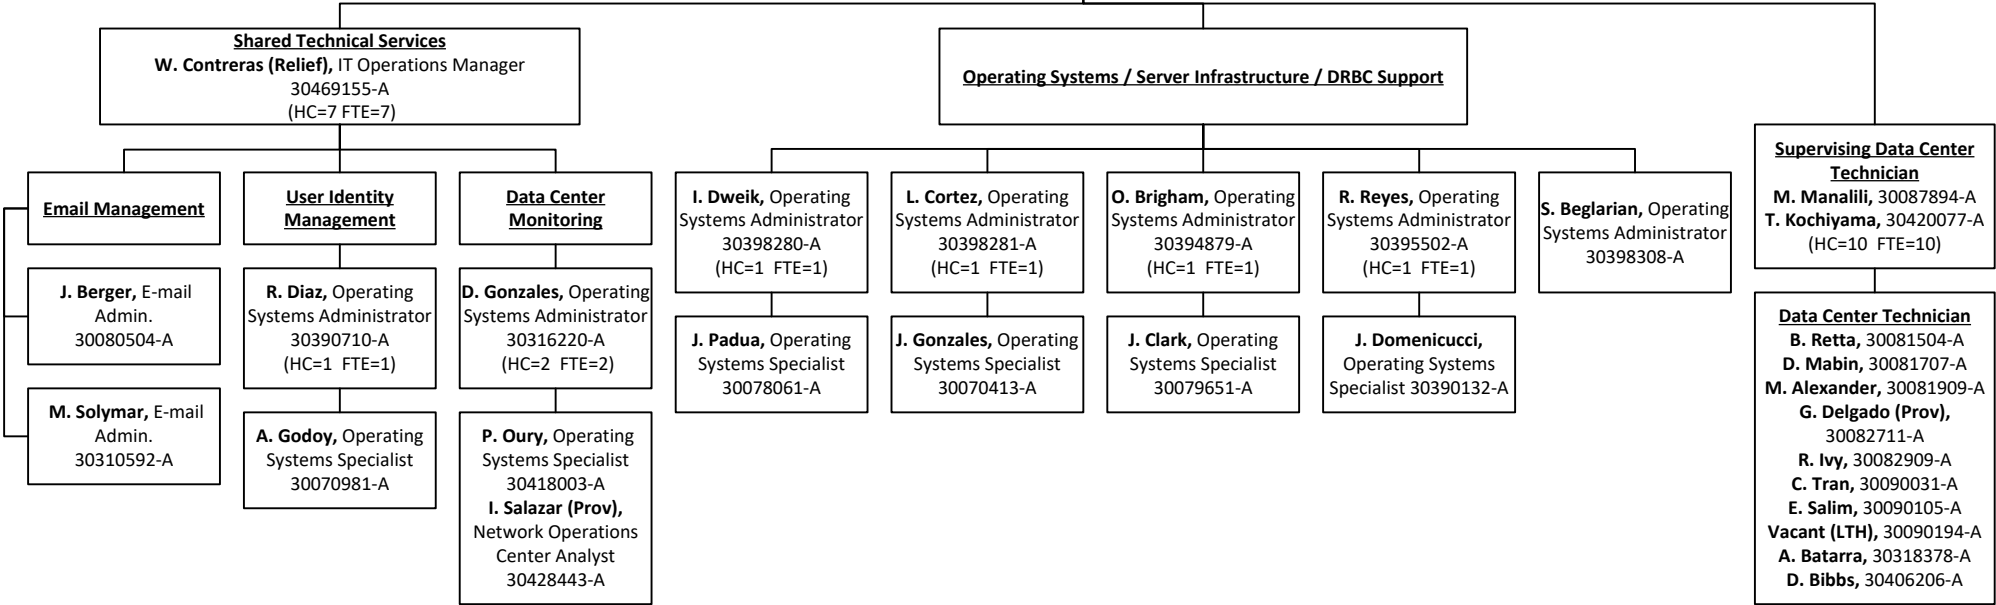 Shared Technical Services
W. Contreras (Relief), IT Operations Manager
30469155-A
(HC=7 FTE=7)
Operating Systems / Server Infrastructure / DRBC Support
Supervising Data Center
Technician
M. Manalili, 30087894-A
T. Kochiyama, 30420077-A
(HC=10 FTE=10)
Email Management
User Identity
Management
Data Center
Monitoring
I. Dweik, Operating
Systems Administrator
30398280-A
(HC=1 FTE=1)
L. Cortez, Operating
Systems Administrator
30398281-A
(HC=1 FTE=1)
O. Brigham, Operating
Systems Administrator
30394879-A
(HC=1 FTE=1)
R. Reyes, Operating
Systems Administrator
30395502-A
(HC=1 FTE=1)
S. Beglarian, Operating
Systems Administrator
30398308-A
J. Berger, E-mail
Admin.
30080504-A
R. Diaz, Operating
Systems Administrator
30390710-A
(HC=1 FTE=1)
D. Gonzales, Operating
Systems Administrator
30316220-A
(HC=2 FTE=2)
J. Padua, Operating
Systems Specialist
30078061-A
J. Gonzales, Operating
Systems Specialist
30070413-A
J. Clark, Operating
Systems Specialist
30079651-A
J. Domenicucci,
Operating Systems
Specialist 30390132-A
Data Center Technician
B. Retta, 30081504-A
D. Mabin, 30081707-A
M. Alexander, 30081909-A
G. Delgado (Prov),
30082711-A
R. Ivy, 30082909-A
C. Tran, 30090031-A
E. Salim, 30090105-A
Vacant (LTH), 30090194-A
A. Batarra, 30318378-A
D. Bibbs, 30406206-A
M. Solymar, E-mail
Admin.
30310592-A
A. Godoy, Operating
Systems Specialist
30070981-A
P. Oury, Operating
Systems Specialist
30418003-A
I. Salazar (Prov),
Network Operations
Center Analyst
30428443-A